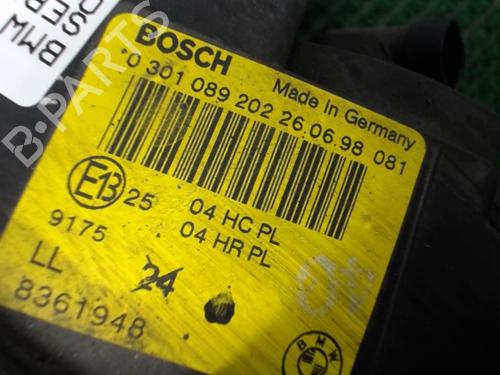 BMW
BOSCH
Made in Germany
0 301 089 202 26.06.98 081
E13 25 04 HC PL
04 HR PL
9175
LL 24
8361948
BMW
B-PARTS